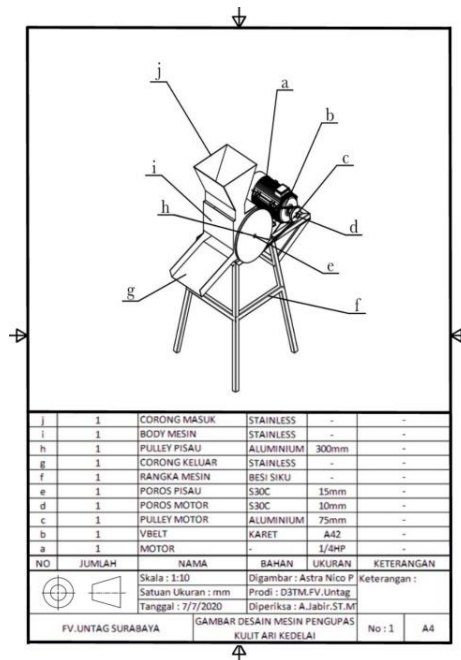 j
a
b
i
c
h
d
e
g
f
j 1 CORONG MASUK STAINLESS - -
i 1 BODY MESIN STAINLESS - -
h 1 PULLEY PISAU ALUMINIUM 300mm -
g 1 CORONG KELUAR STAINLESS - -
f 1 RANGKA MESIN BESI SIKU - -
e 1 POROS PISAU S30C 15mm -
d 1 POROS MOTOR S30C 10mm -
c 1 PULLEY MOTOR ALUMINIUM 75mm -
b 1 VBELT KARET A42 -
a 1 MOTOR - 1/4HP -
NO JUMLAH NAMA BAHAN UKURAN KETERANGAN
Skala : 1:10 Digambar : Astra Nico P Keterangan :
Satuan Ukuran : mm Prodi : D3TM.FV.Untag
Tanggal : 7/7/2020 Diperiksa : A.Jabir.ST.MT
FV.UNTAG SURABAYA GAMBAR DESAIN MESIN PENGUPAS No : 1 A4
KULIT ARI KEDELAI